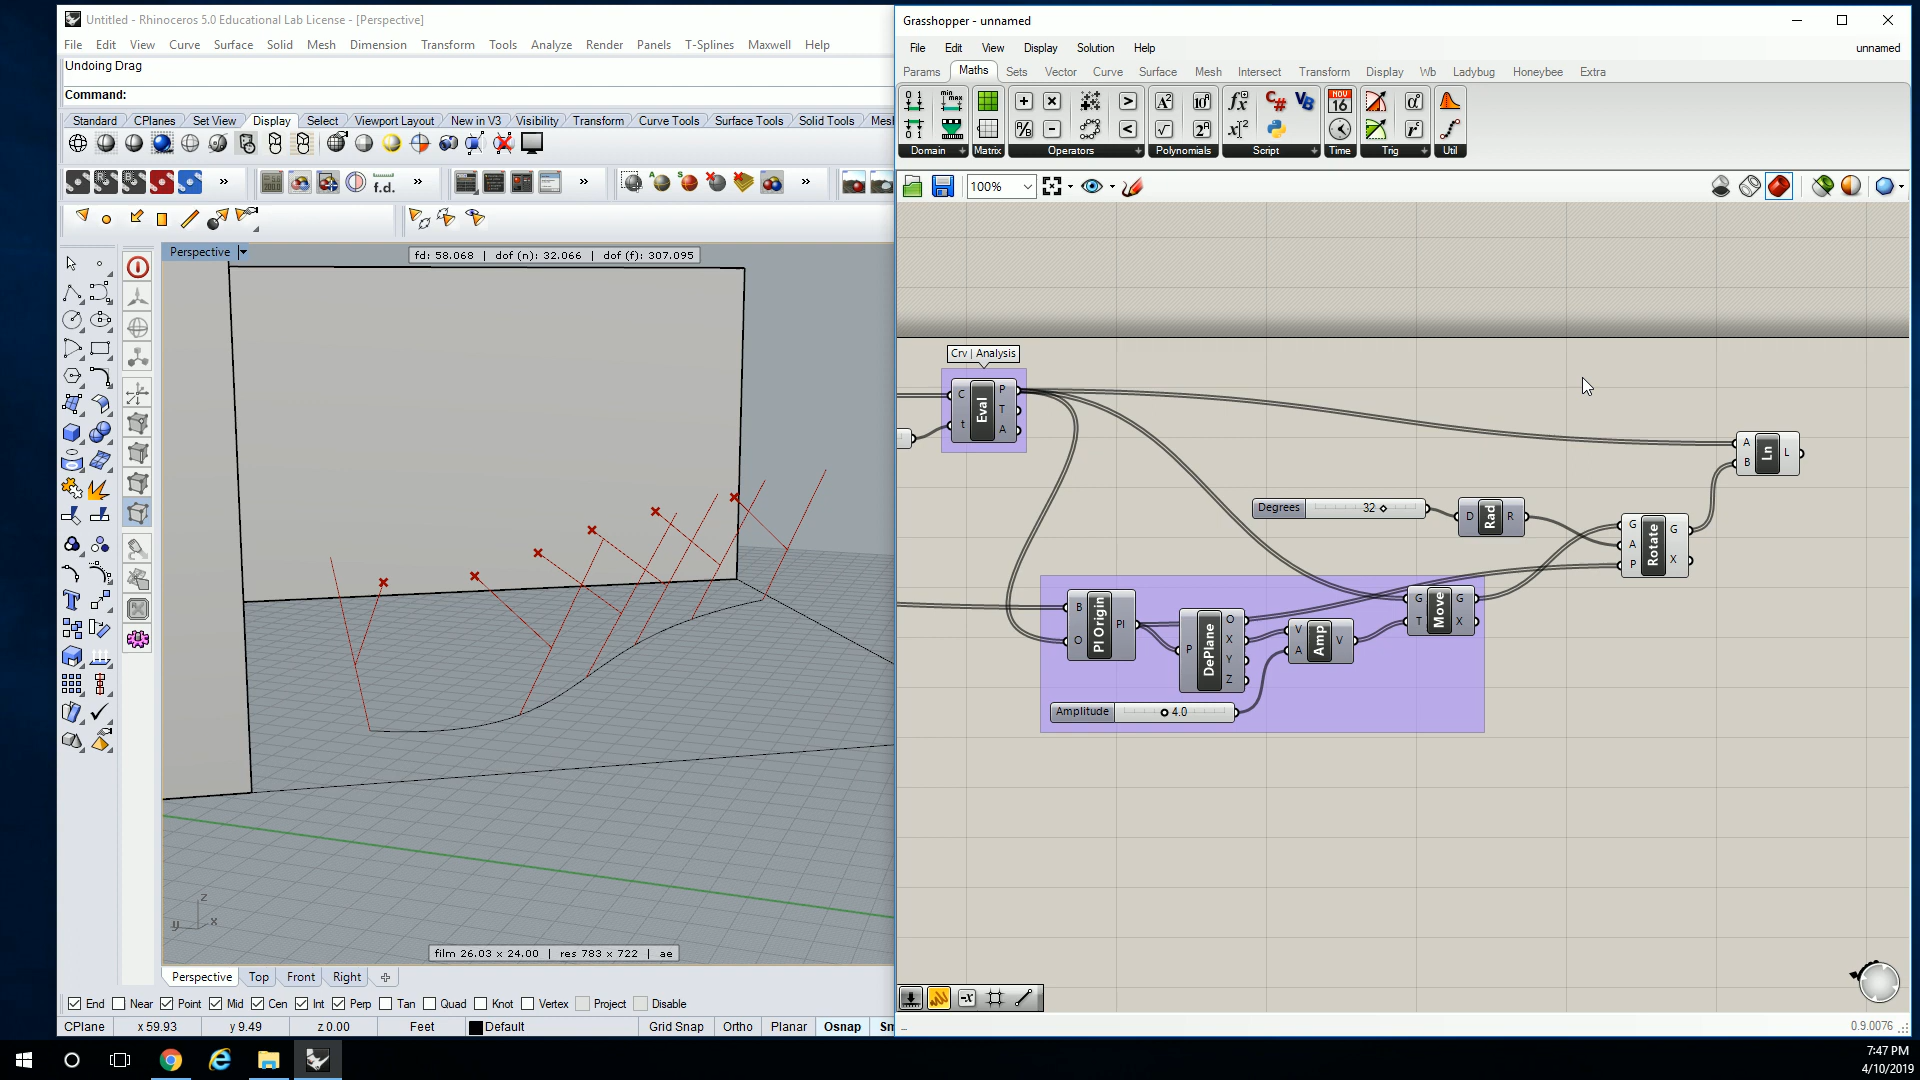 Untitled - Rhinoceros 5.0 Educational Lab License - [Perspective]
File Edit View Curve Surface Solid Mesh Dimension Transform Tools Analyze Render Panels T-Splines Maxwell Help
Undoing Drag
Command:
Standard CPlanes Set View Display Select Viewport Layout New in V3 Visibility Transform Curve Tools Surface Tools Solid Tools Mesh
f.d.
Perspective
fd: 58.068 | dof (n): 32.066 | dof (f): 307.095
z
y
x
film 26.03 x 24.00 | res 783 x 722 | ae
Perspective Top Front Right
End Near Point Mid Cen Int Perp Tan Quad Knot Vertex Project Disable
CPlane x 59.93 y 9.49 z 0.00 Feet Default Grid Snap Ortho Planar Osnap Sm
Grasshopper - unnamed
File Edit View Display Solution Help unnamed
Params Maths Sets Vector Curve Surface Mesh Intersect Transform Display Wb Ladybug Honeybee Extra
Domain Matrix Operators Polynomials Script Time Trig Util
100%
Crv | Analysis
C t Eval P T A
A B Ln L
Degrees 32
D Rad R
G A P Rotate G X
B O Pl Origin Pl
P DePlane O X Y Z
V A Amp V
G T Move G X
Amplitude 4.0
0.9.0076
7:47 PM
4/10/2019